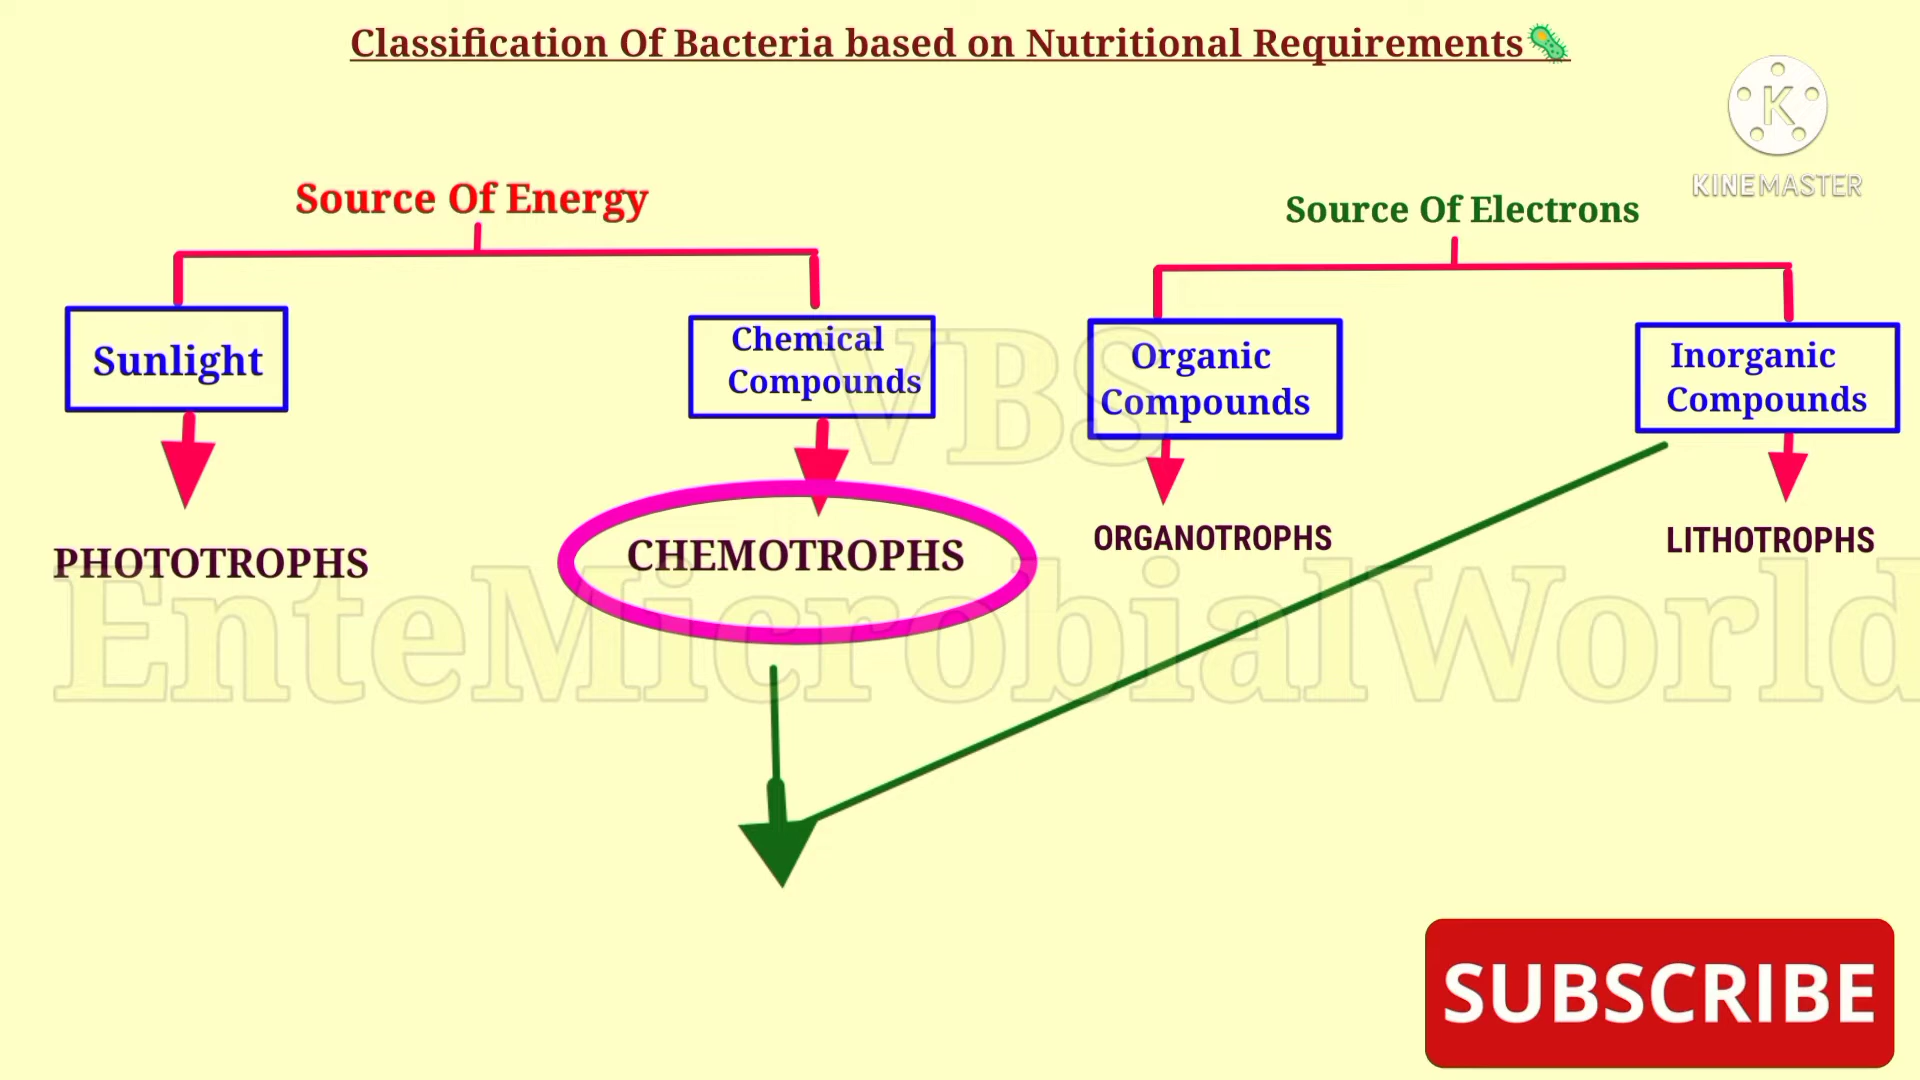 Classification Of Bacteria based on Nutritional Requirements🦠
K
KINEMASTER
Source Of Energy
Source Of Electrons
Sunlight
Chemical
Compounds
Organic
Compounds
Inorganic
Compounds
VBS
PHOTOTROPHS
CHEMOTROPHS
ORGANOTROPHS
LITHOTROPHS
EnteMicrobialWorld
SUBSCRIBE